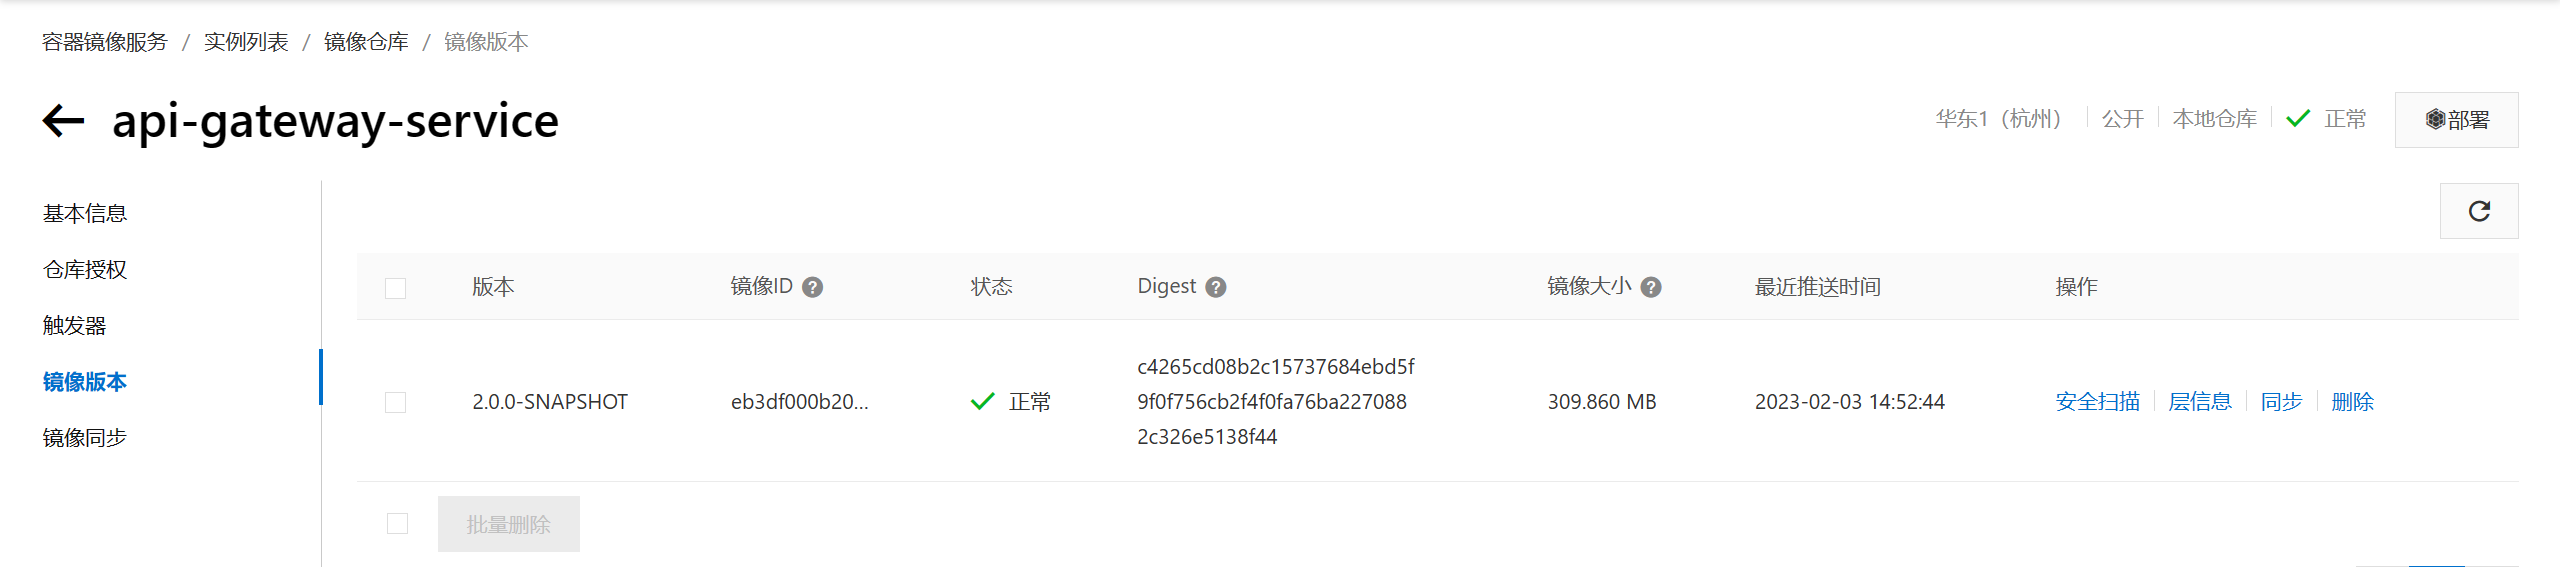 容器镜像服务 / 实例列表 / 镜像仓库 / 镜像版本
api-gateway-service
华东1（杭州） 公开 本地仓库 正常 部署
基本信息
仓库授权
触发器
镜像版本
镜像同步
版本 镜像ID 状态 Digest 镜像大小 最近推送时间 操作
2.0.0-SNAPSHOT eb3df000b20... 正常 c4265cd08b2c15737684ebd5f
9f0f756cb2f4f0fa76ba227088
2c326e5138f44 309.860 MB 2023-02-03 14:52:44 安全扫描 层信息 同步 删除
批量删除